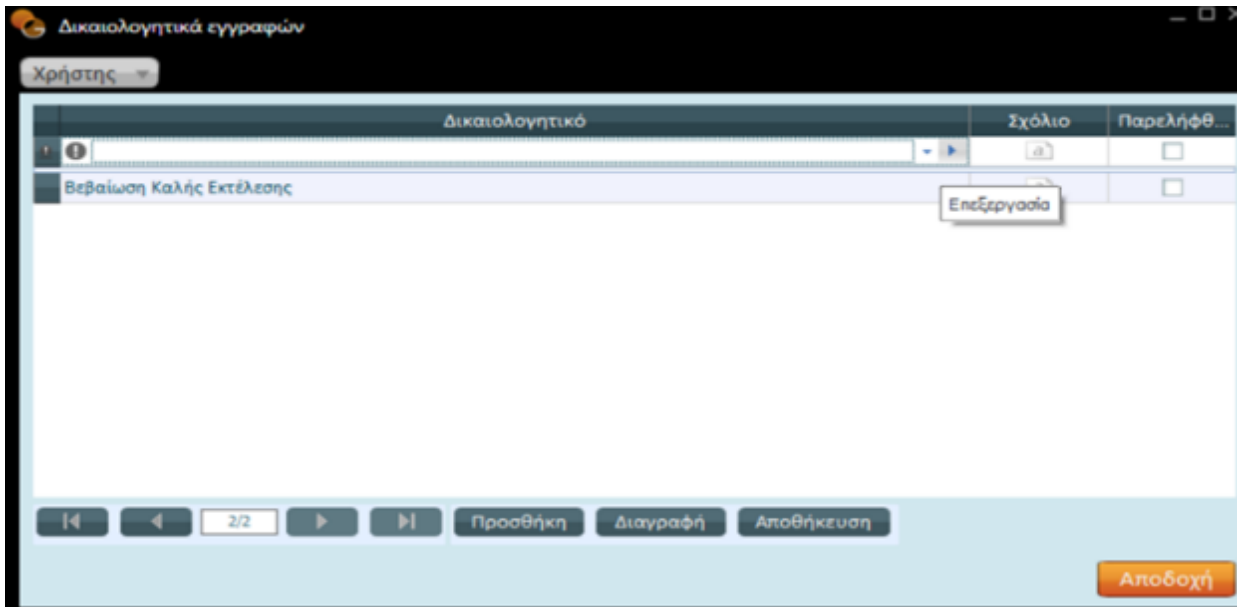 Δικαιολογητικά εγγραφών
Χρήστης
Δικαιολογητικό Σχόλιο Παρελήφθ...
Βεβαίωση Καλής Εκτέλεσης
Επεξεργασία
2/2 Προσθήκη Διαγραφή Αποθήκευση
Αποδοχή